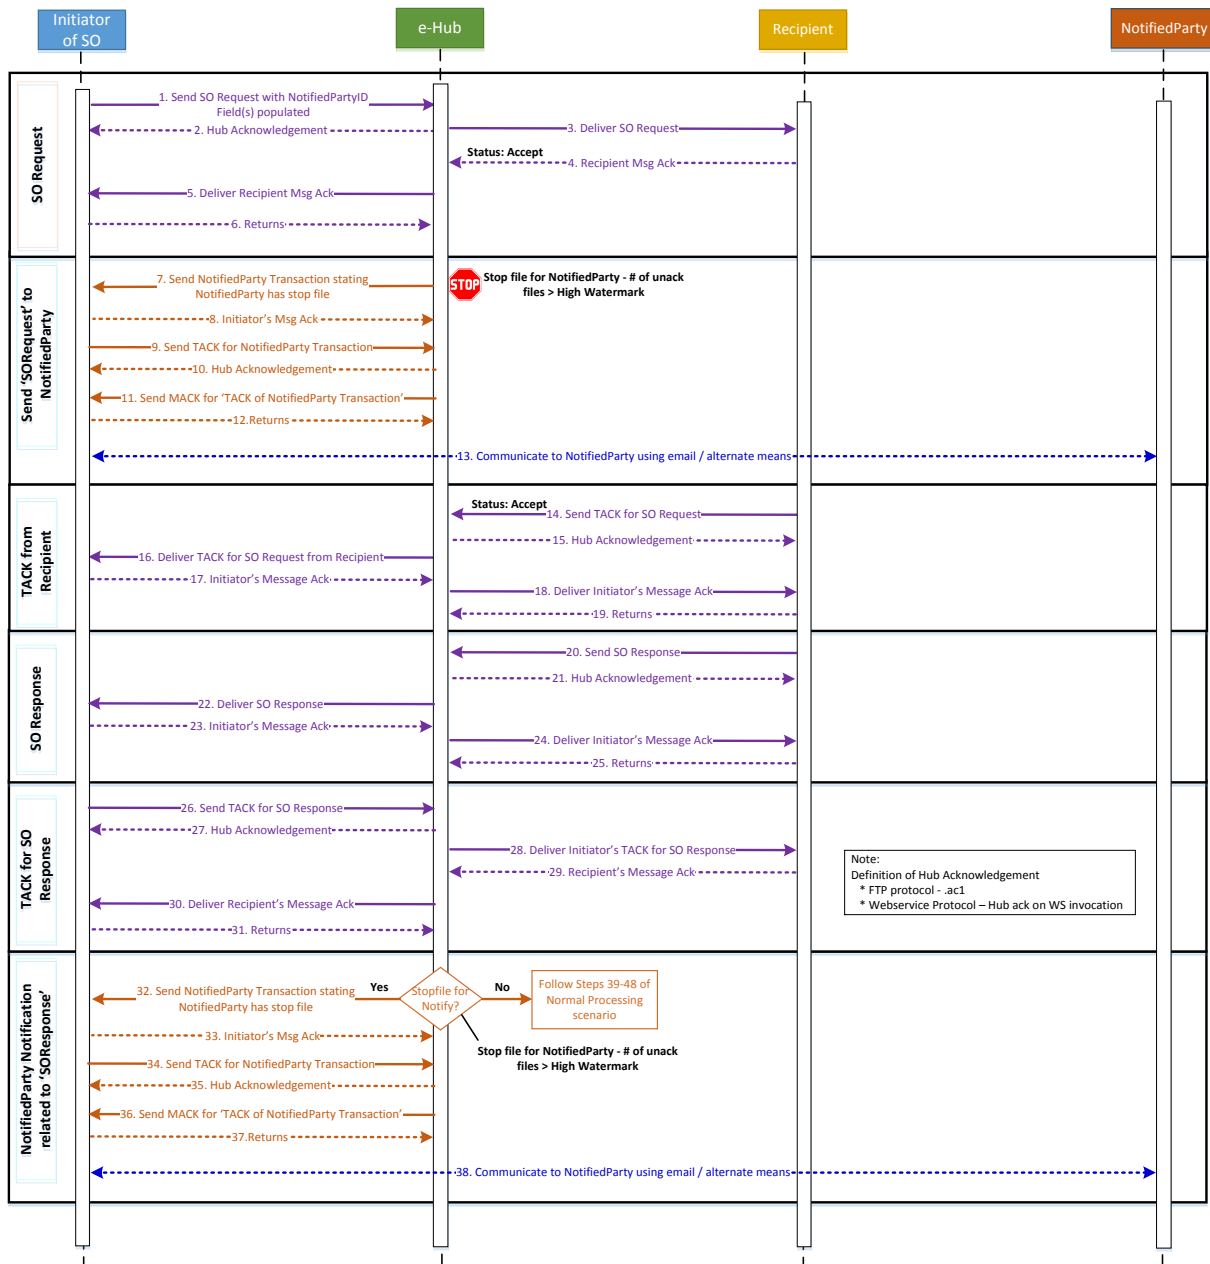 Initiator
of SO
e-Hub
Recipient
NotifiedParty
SO Request
1. Send SO Request with NotifiedPartyID
Field(s) populated
2. Hub Acknowledgement
3. Deliver SO Request
Status: Accept
4. Recipient Msg Ack
5. Deliver Recipient Msg Ack
6. Returns
Send ‘SORequest’ to
NotifiedParty
7. Send NotifiedParty Transaction stating
NotifiedParty has stop file
STOP
Stop file for NotifiedParty - # of unack
files > High Watermark
8. Initiator’s Msg Ack
9. Send TACK for NotifiedParty Transaction
10. Hub Acknowledgement
11. Send MACK for ‘TACK of NotifiedParty Transaction’
12.Returns
13. Communicate to NotifiedParty using email / alternate means
TACK from
Recipient
Status: Accept
14. Send TACK for SO Request
15. Hub Acknowledgement
16. Deliver TACK for SO Request from Recipient
17. Initiator’s Message Ack
18. Deliver Initiator’s Message Ack
19. Returns
SO Response
20. Send SO Response
21. Hub Acknowledgement
22. Deliver SO Response
23. Initiator’s Message Ack
24. Deliver Initiator’s Message Ack
25. Returns
TACK for SO
Response
26. Send TACK for SO Response
27. Hub Acknowledgement
28. Deliver Initiator’s TACK for SO Response
29. Recipient’s Message Ack
30. Deliver Recipient’s Message Ack
31. Returns
Note:
Definition of Hub Acknowledgement
* FTP protocol - .ac1
* Webservice Protocol – Hub ack on WS invocation
NotifiedParty Notification
related to ‘SOResponse’
32. Send NotifiedParty Transaction stating
NotifiedParty has stop file
Yes
Stopfile for
Notify?
No
Follow Steps 39-48 of
Normal Processing
scenario
33. Initiator’s Msg Ack
Stop file for NotifiedParty - # of unack
files > High Watermark
34. Send TACK for NotifiedParty Transaction
35. Hub Acknowledgement
36. Send MACK for ‘TACK of NotifiedParty Transaction’
37.Returns
38. Communicate to NotifiedParty using email / alternate means